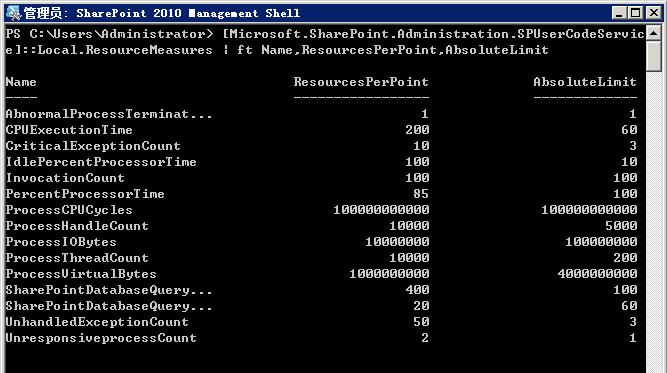 管理员: SharePoint 2010 Management Shell
PS C:\Users\Administrator> [Microsoft.SharePoint.Administration.SPUserCodeServic
e]::Local.ResourceMeasures | ft Name,ResourcesPerPoint,AbsoluteLimit
Name ResourcesPerPoint AbsoluteLimit
---- ----------------- -------------
AbnormalProcessTerminat... 1 1
CPUExecutionTime 200 60
CriticalExceptionCount 10 3
IdlePercentProcessorTime 100 10
InvocationCount 100 100
PercentProcessorTime 85 100
ProcessCPUCycles 100000000000 100000000000
ProcessHandleCount 10000 5000
ProcessIOBytes 10000000 100000000
ProcessThreadCount 10000 200
ProcessVirtualBytes 1000000000 4000000000
SharePointDatabaseQuery... 400 100
SharePointDatabaseQuery... 20 60
UnhandledExceptionCount 50 3
UnresponsiveprocessCount 2 1